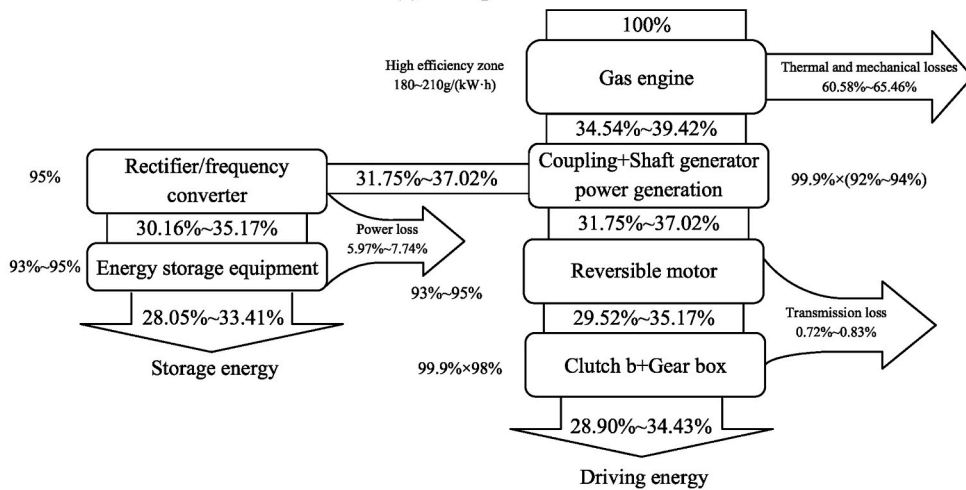 100%
High efficiency zone
180~210g/(kW·h)
Gas engine
Thermal and mechanical losses
60.58%~65.46%
34.54%~39.42%
95%
Rectifier/frequency
converter
31.75%~37.02%
Coupling+Shaft generator
power generation
99.9%×(92%~94%)
30.16%~35.17%
Power loss
5.97%~7.74%
31.75%~37.02%
93%~95%
Energy storage equipment
93%~95%
Reversible motor
28.05%~33.41%
29.52%~35.17%
Transmission loss
0.72%~0.83%
Storage energy
99.9%×98%
Clutch b+Gear box
28.90%~34.43%
Driving energy